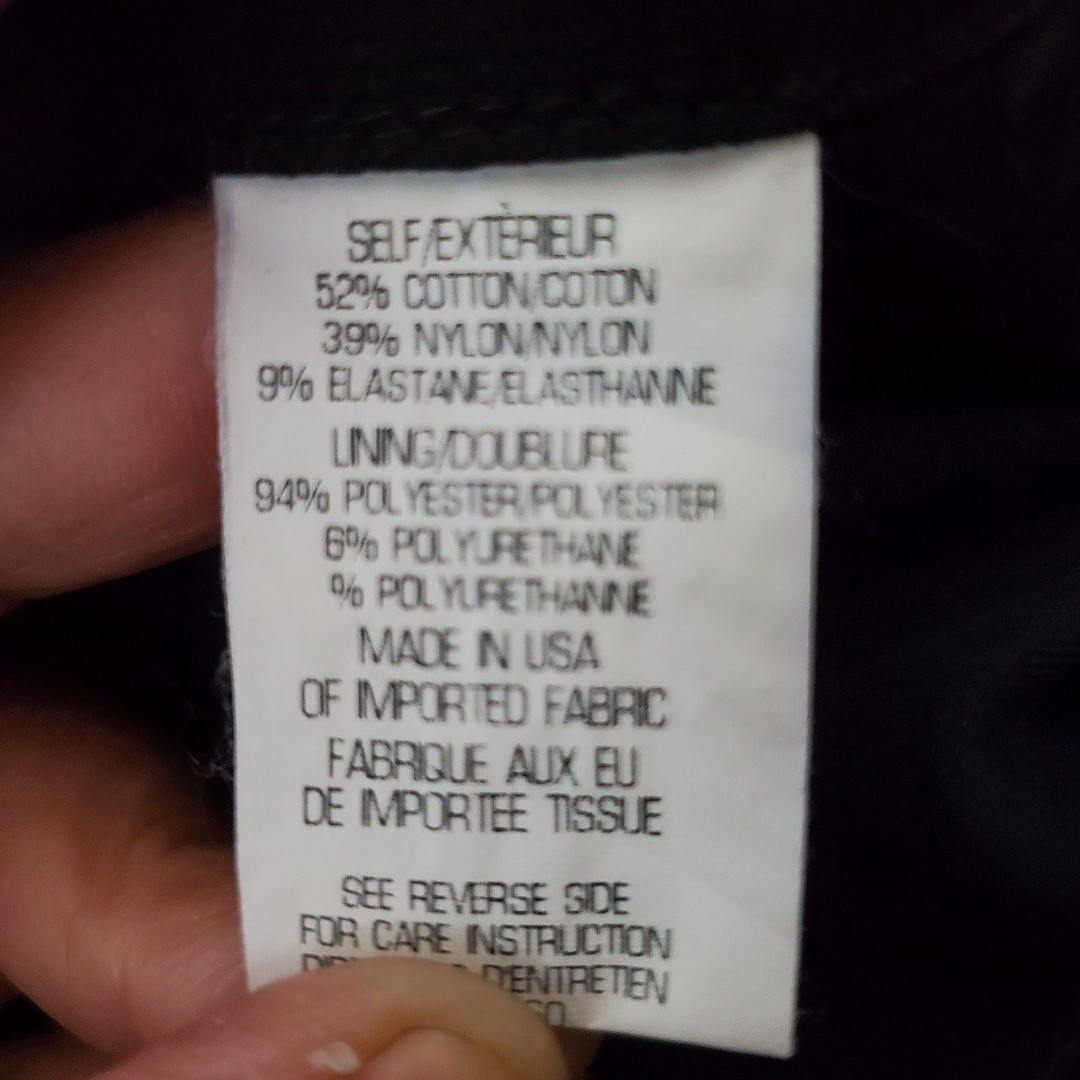 SELF/EXTÈRIEUR
52% COTTON/COTON
39% NYLON/NYLON
9% ELASTANE/ELASTHANNE
LINING/DOUBLURE
94% POLYESTER/POLYESTER
6% POLYURETHANE
% POLYURETHANNE
MADE IN USA
OF IMPORTED FABRIC
FABRIQUE AUX EU
DE IMPORTEE TISSUE
SEE REVERSE SIDE
FOR CARE INSTRUCTION
D'ENTRETIEN